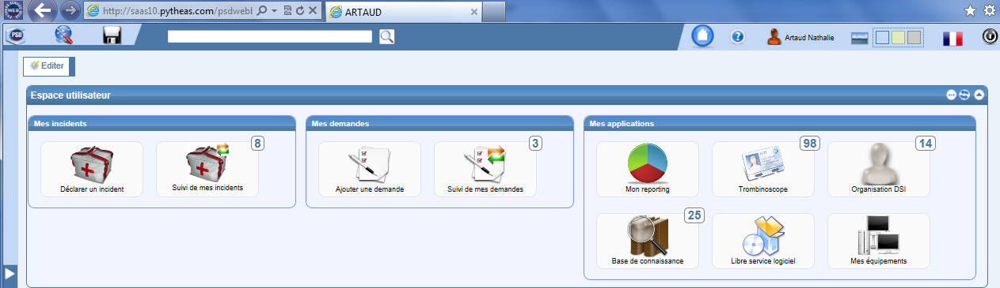 WEB
http://saas10.pytheas.com/psdwebl
ARTAUD
PSD
Artaud Nathalie
Editer
Espace utilisateur
Mes incidents
Mes demandes
Mes applications
8
3
98
14
Déclarer un incident
Suivi de mes incidents
Ajouter une demande
Suivi de mes demandes
Mon reporting
Trombinoscope
Organisation DSI
25
Base de connaissance
Libre service logiciel
Mes équipements